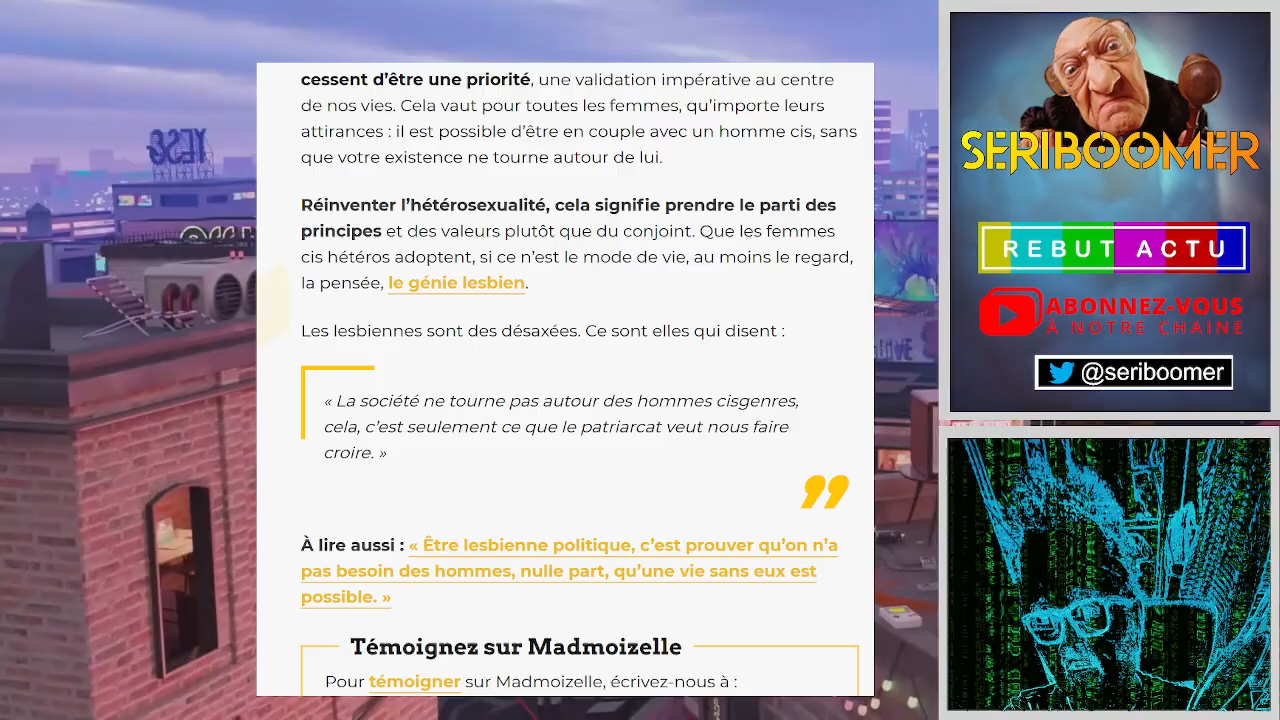 cessent d’être une priorité, une validation impérative au centre
de nos vies. Cela vaut pour toutes les femmes, qu’importe leurs
attirances : il est possible d’être en couple avec un homme cis, sans
que votre existence ne tourne autour de lui.
Réinventer l’hétérosexualité, cela signifie prendre le parti des
principes et des valeurs plutôt que du conjoint. Que les femmes
cis hétéros adoptent, si ce n’est le mode de vie, au moins le regard,
la pensée, le génie lesbien.
Les lesbiennes sont des désaxées. Ce sont elles qui disent :
« La société ne tourne pas autour des hommes cisgenres,
cela, c’est seulement ce que le patriarcat veut nous faire
croire. »
”
À lire aussi : « Être lesbienne politique, c’est prouver qu’on n’a
pas besoin des hommes, nulle part, qu’une vie sans eux est
possible. »
Témoignez sur Madmoizelle
Pour témoigner sur Madmoizelle, écrivez-nous à :
SERIBOOMER
REBUT ACTU
ABONNEZ-VOUS
À NOTRE CHAINE
@seriboomer